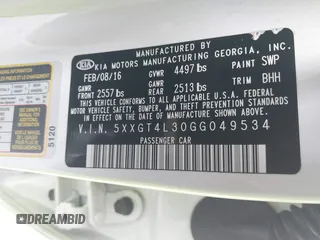 MANUFACTURED BY
KIA KIA MOTORS MANUFACTURING GEORGIA, INC.
FEB/08/16 GVWR 4497 lbs PAINT SWP
GAWR FRONT 2557 lbs GAWR REAR 2513 lbs TRIM BHH
THIS VEHICLE CONFORMS TO ALL APPLICABLE U.S.A. FEDERAL
MOTOR VEHICLE SAFETY, BUMPER, AND THEFT PREVENTION
STANDARDS IN EFFECT ON THE DATE OF MANUFACTURE SHOWN ABOVE.
V.I.N. 5XXGT4L30GG049534
PASSENGER CAR
5120
DREAMBID